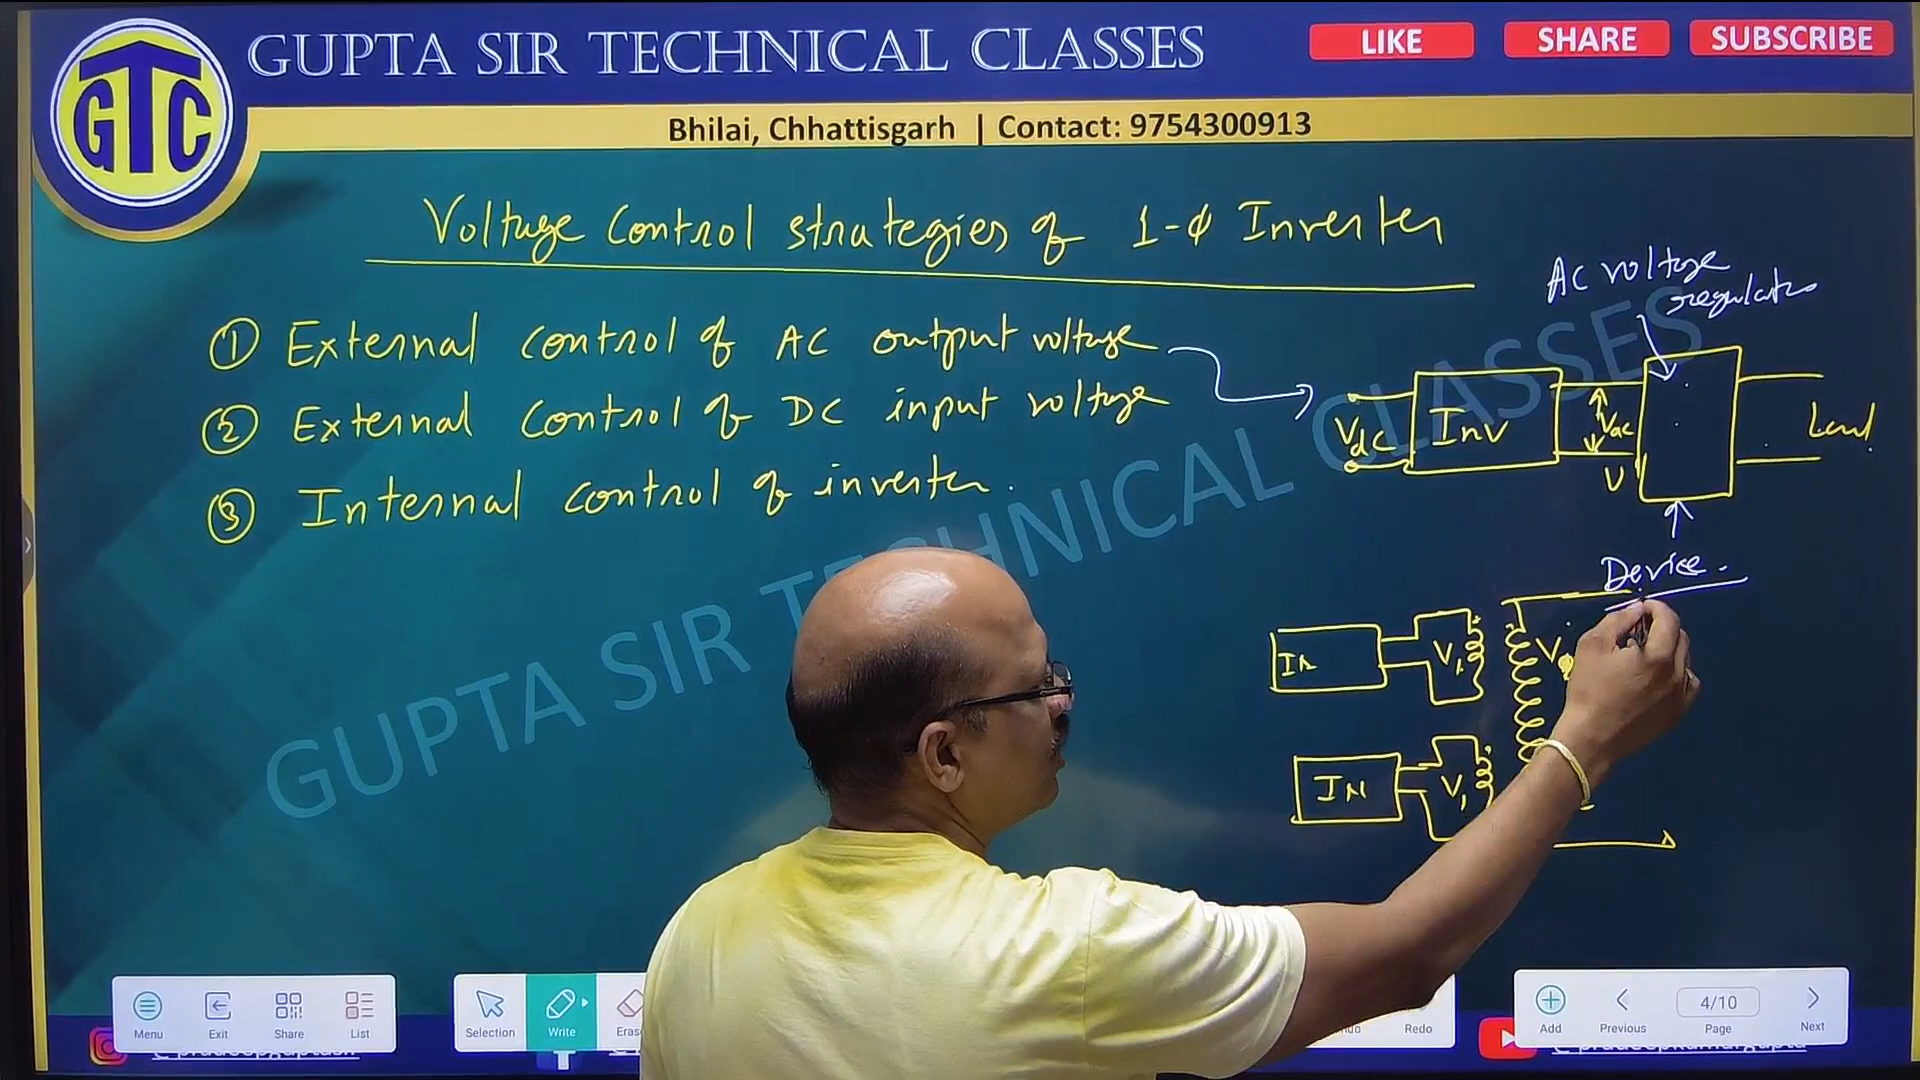 GTC
GUPTA SIR TECHNICAL CLASSES
LIKE
SHARE
SUBSCRIBE
Bhilai, Chhattisgarh | Contact: 9754300913
Voltage control strategies of 1-ϕ Inverter
① External control of AC output voltage
② External control of DC input voltage
③ Internal control of inverter.
AC voltage
regulator
Vdc
Inv
Vac
V
Load
Device.
In
V1
V
IN
V1
GUPTA SIR TECHNICAL CLASSES
Menu
Exit
Share
List
Selection
Write
Redo
Add
Previous
4/10
Page
Next